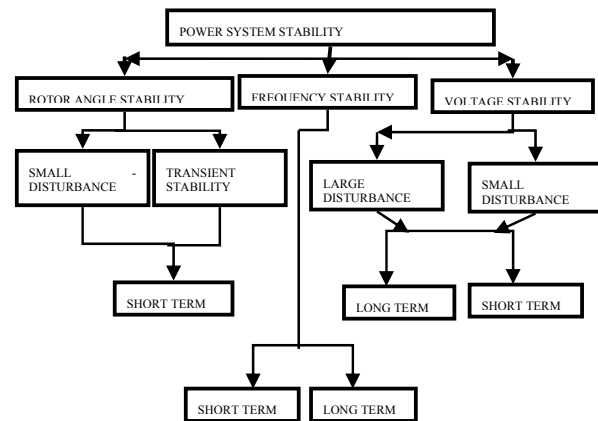 POWER SYSTEM STABILITY
ROTOR ANGLE STABILITY
FREQUENCY STABILITY
VOLTAGE STABILITY
SMALL -
DISTURBANCE
TRANSIENT
STABILITY
LARGE
DISTURBANCE
SMALL
DISTURBANCE
SHORT TERM
LONG TERM
SHORT TERM
SHORT TERM
LONG TERM